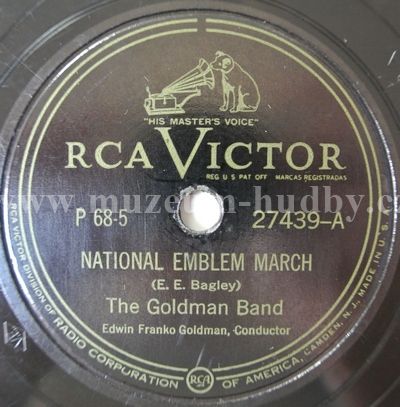 "HIS MASTER'S VOICE"
RCA VICTOR
REG U S PAT OFF MARCAS REGISTRADAS
www.muzeum-hudby.c
P 68-5
27439-A
NATIONAL EMBLEM MARCH
(E. E. Bagley)
The Goldman Band
Edwin Franko Goldman, Conductor
RCA VICTOR DIVISION OF RADIO CORPORATION OF AMERICA, CAMDEN, N. J., MADE IN U. S. A.
RCA